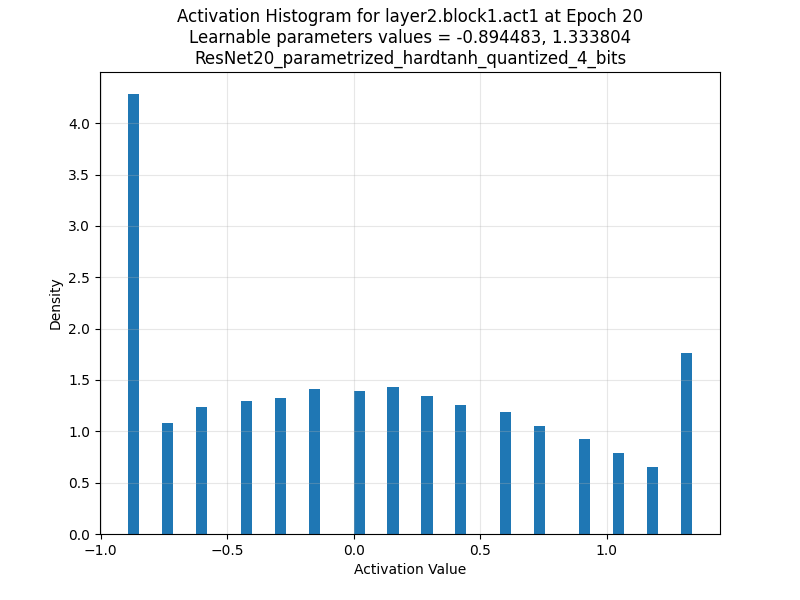 Activation Histogram for layer2.block1.act1 at Epoch 20
Learnable parameters values = -0.894483, 1.333804
ResNet20_parametrized_hardtanh_quantized_4_bits
4.0
3.5
3.0
2.5
2.0
1.5
1.0
0.5
0.0
Density
−1.0 −0.5 0.0 0.5 1.0
Activation Value